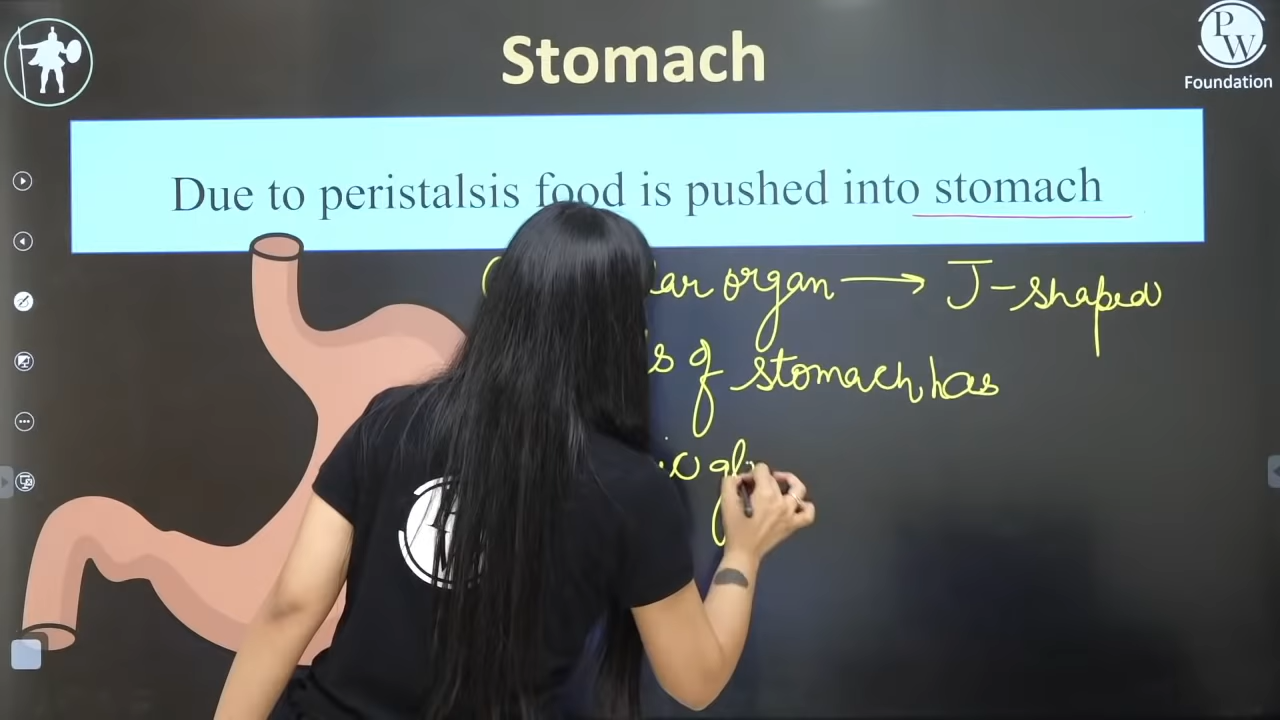 Stomach
PW
Foundation
Due to peristalsis food is pushed into stomach
organ → J-shaped
of stomach has